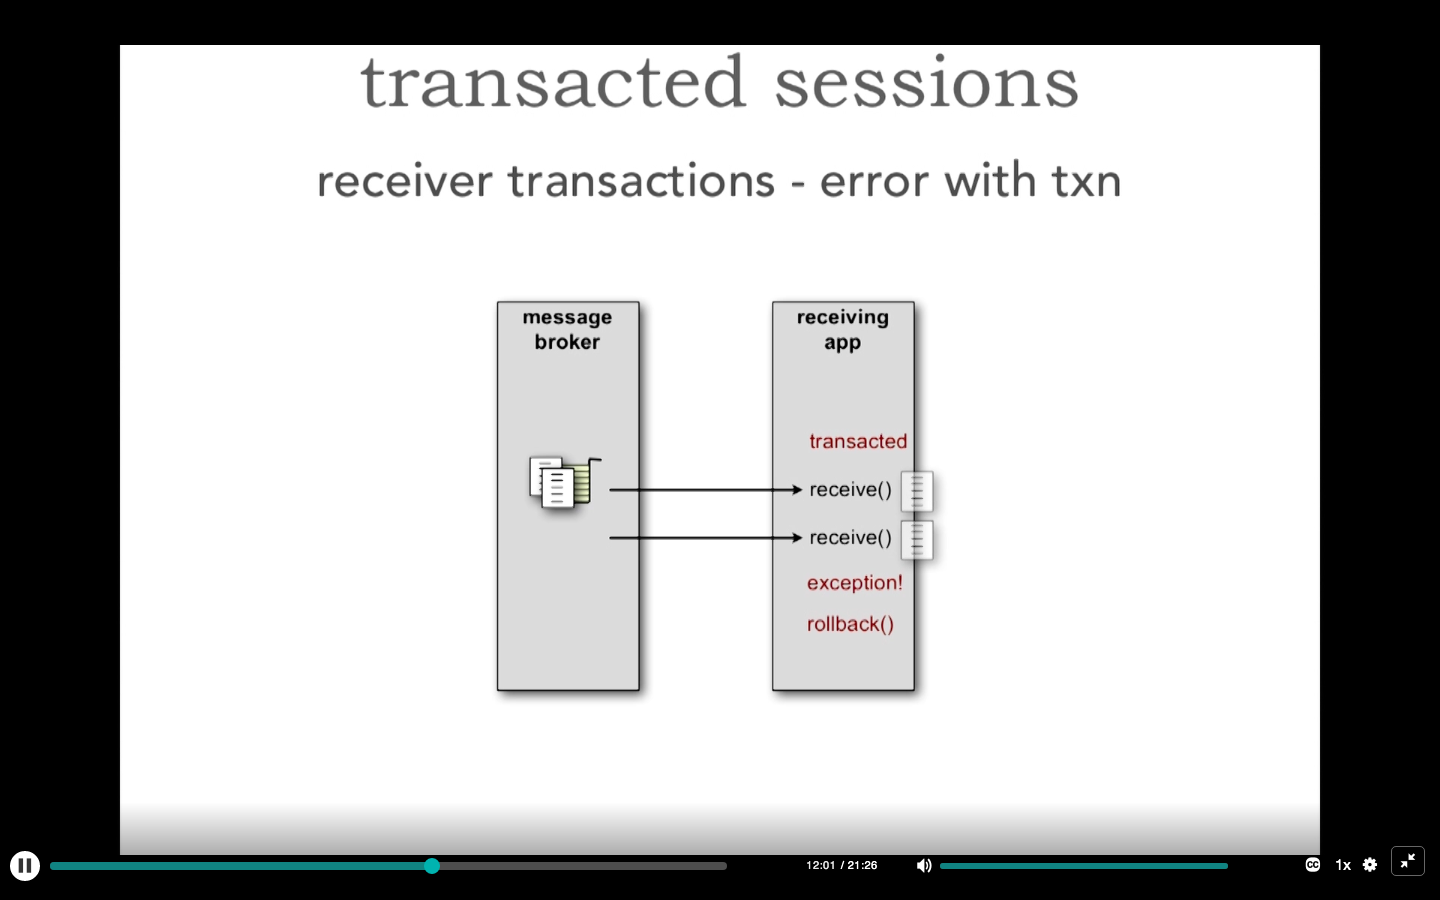 transacted sessions
receiver transactions - error with txn
message
broker
receiving
app
transacted
receive()
receive()
exception!
rollback()
12:01 / 21:26
CC
1x